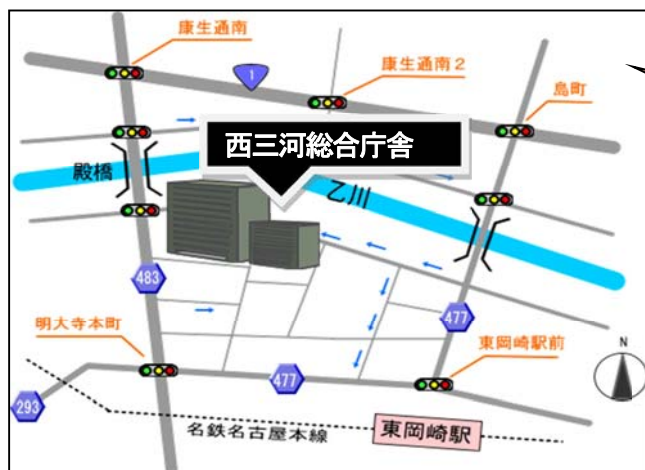 康生通南
1
康生通南2
島町
西三河総合庁舎
殿橋
乙川
483
477
明大寺本町
東岡崎駅前
N
477
293
名鉄名古屋本線
東岡崎駅